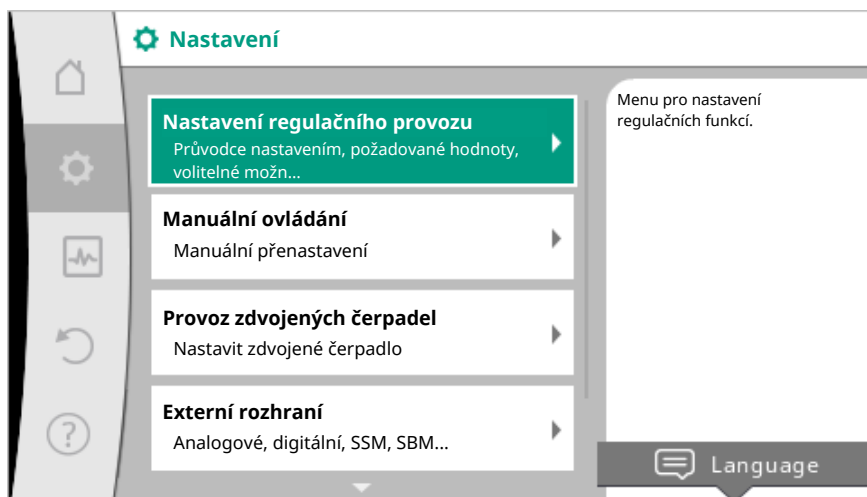 Nastavení
Nastavení regulačního provozu
Průvodce nastavením, požadované hodnoty,
volitelné možn...
Manuální ovládání
Manuální přenastavení
Provoz zdvojených čerpadel
Nastavit zdvojené čerpadlo
Externí rozhraní
Analogové, digitální, SSM, SBM...
Menu pro nastavení
regulačních funkcí.
Language